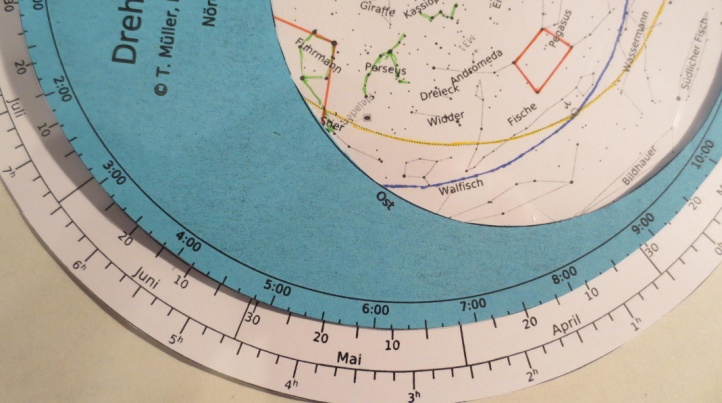 Dreh
© T. Müller,
Nör
Giraffe
Kassiop
Fuhrmann
Perseus
M31
Andromeda
Pegasus
Wassermann
Südlicher Fisch
Dreieck
Widder
Fische
Stier
Walfisch
Bildhauer
Ost
2:00
3:00
4:00
5:00
6:00
7:00
8:00
9:00
10:00
30
20
Juli
10
20
Juni
10
30
20
Mai
10
20
April
10
30
20
7h
6h
5h
4h
3h
2h
1h